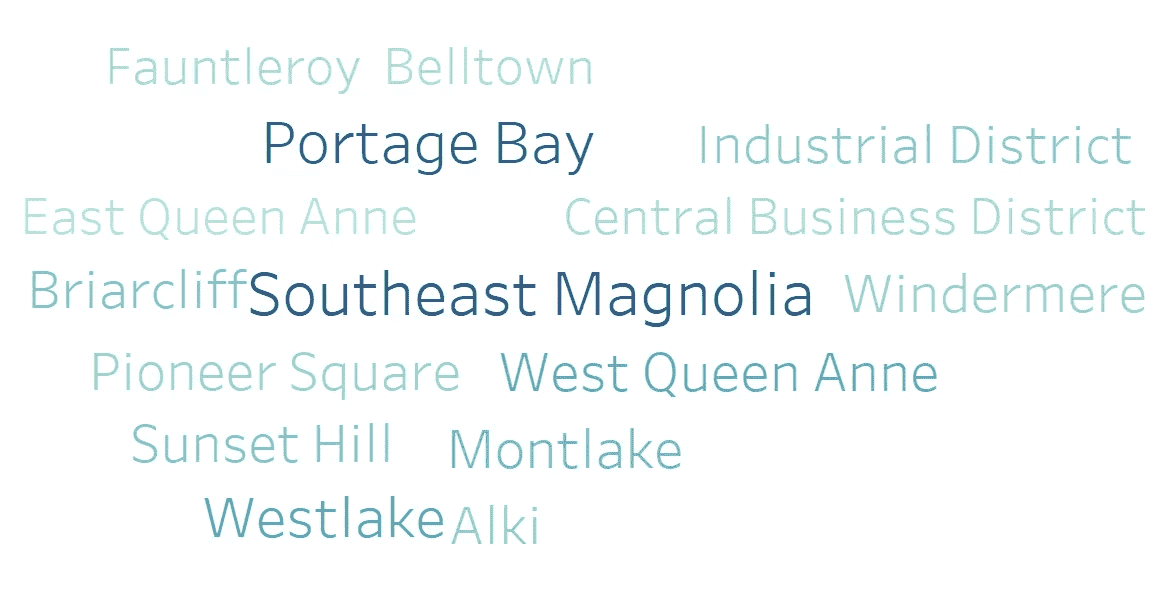 Fauntleroy Belltown
Portage Bay Industrial District
East Queen Anne Central Business District
Briarcliff Southeast Magnolia Windermere
Pioneer Square West Queen Anne
Sunset Hill Montlake
Westlake Alki